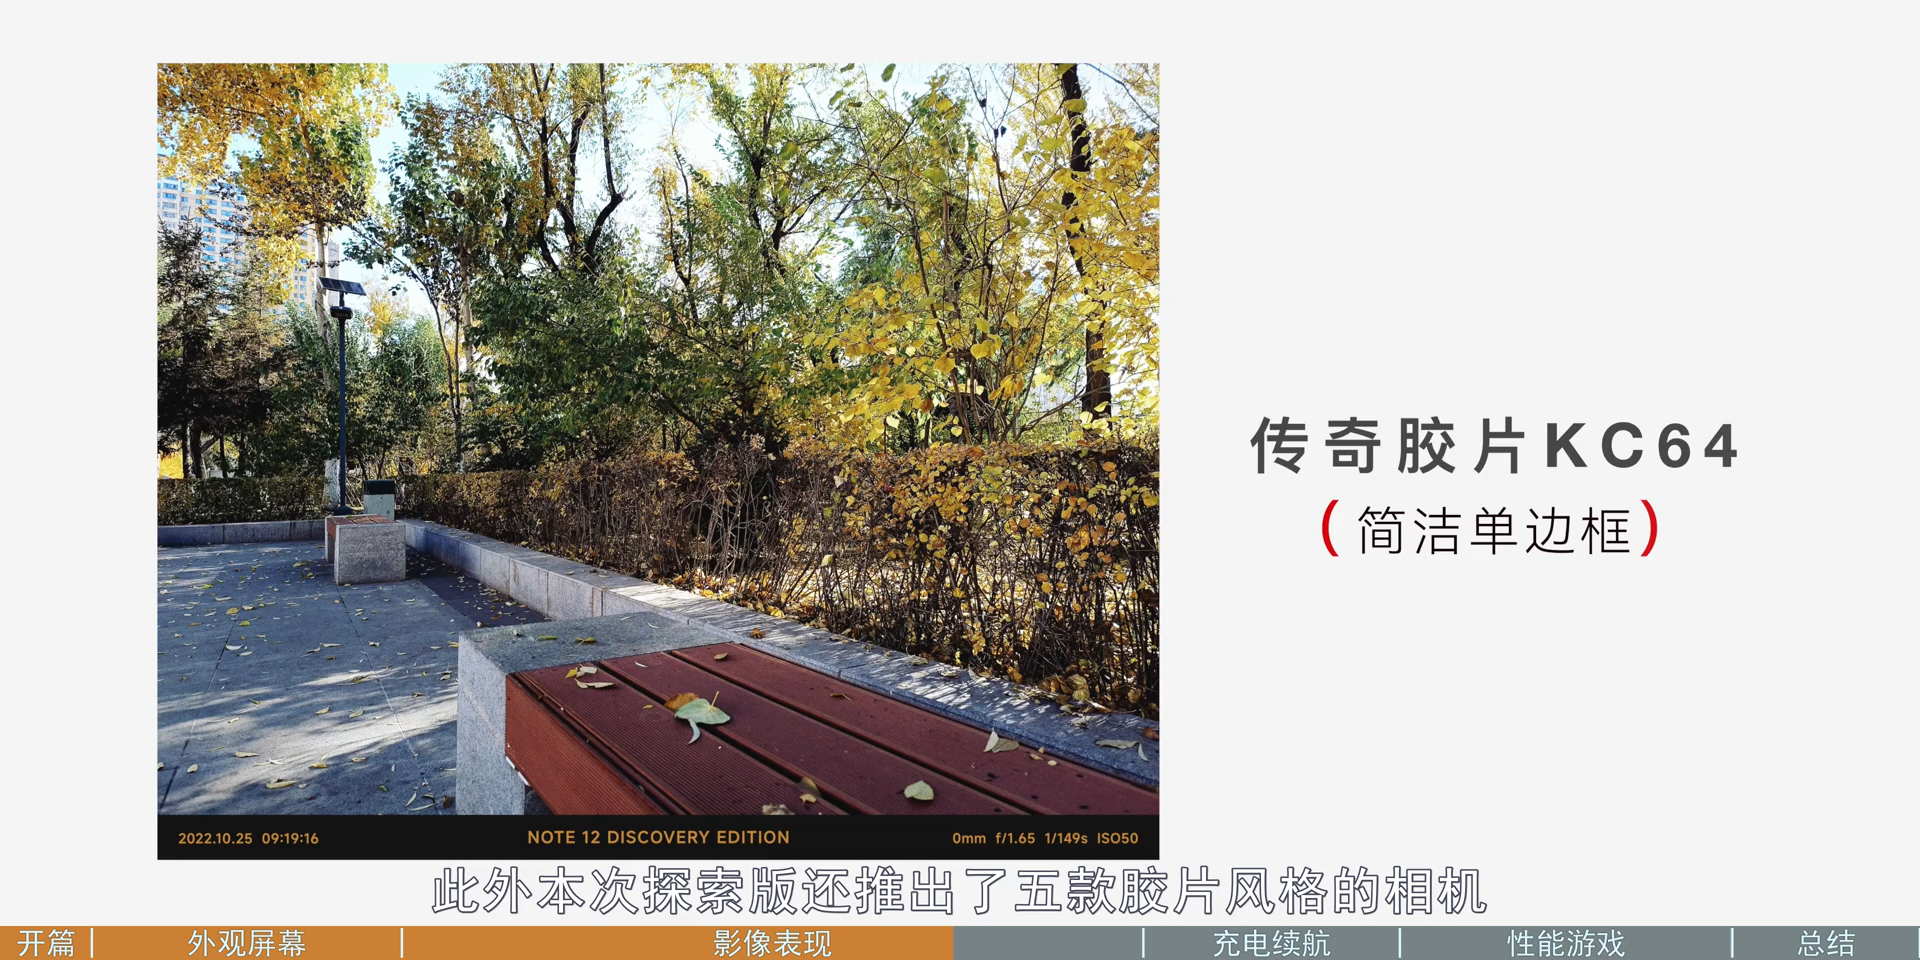 传奇胶片KC64
（简洁单边框）
2022.10.25 09:19:16
NOTE 12 DISCOVERY EDITION
0mm f/1.65 1/149s ISO50
此外本次探索版还推出了五款胶片风格的相机
开篇
外观屏幕
影像表现
充电续航
性能游戏
总结